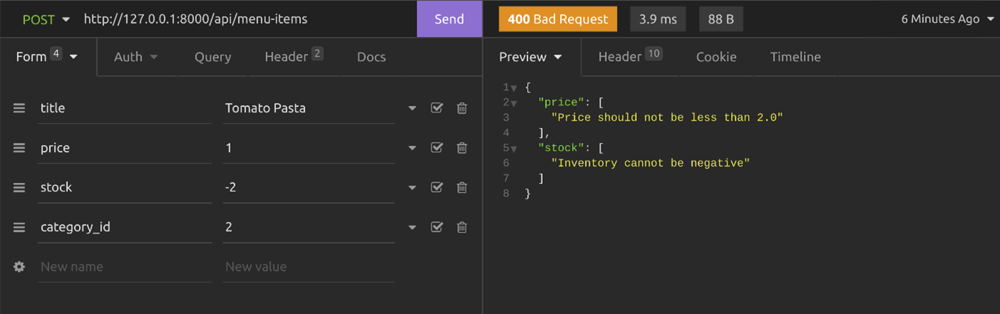 POST http://127.0.0.1:8000/api/menu-items Send 400 Bad Request 3.9 ms 88 B 6 Minutes Ago
Form 4 Auth Query Header 2 Docs
Preview Header 10 Cookie Timeline
title Tomato Pasta
price 1
stock -2
category_id 2
New name New value
1 {
2 "price": [
3 "Price should not be less than 2.0"
4 ],
5 "stock": [
6 "Inventory cannot be negative"
7 ]
8 }